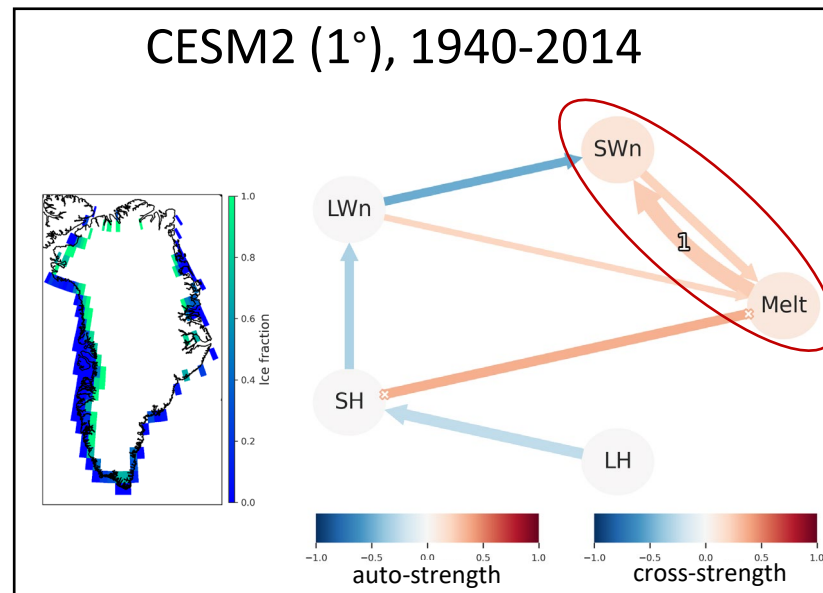 CESM2 (1°), 1940-2014
SWn
LWn
1
Melt
SH
LH
1.0
0.8
0.6
0.4
0.2
0.0
Ice fraction
−1.0 −0.5 0.0 0.5 1.0
auto-strength
−1.0 −0.5 0.0 0.5 1.0
cross-strength